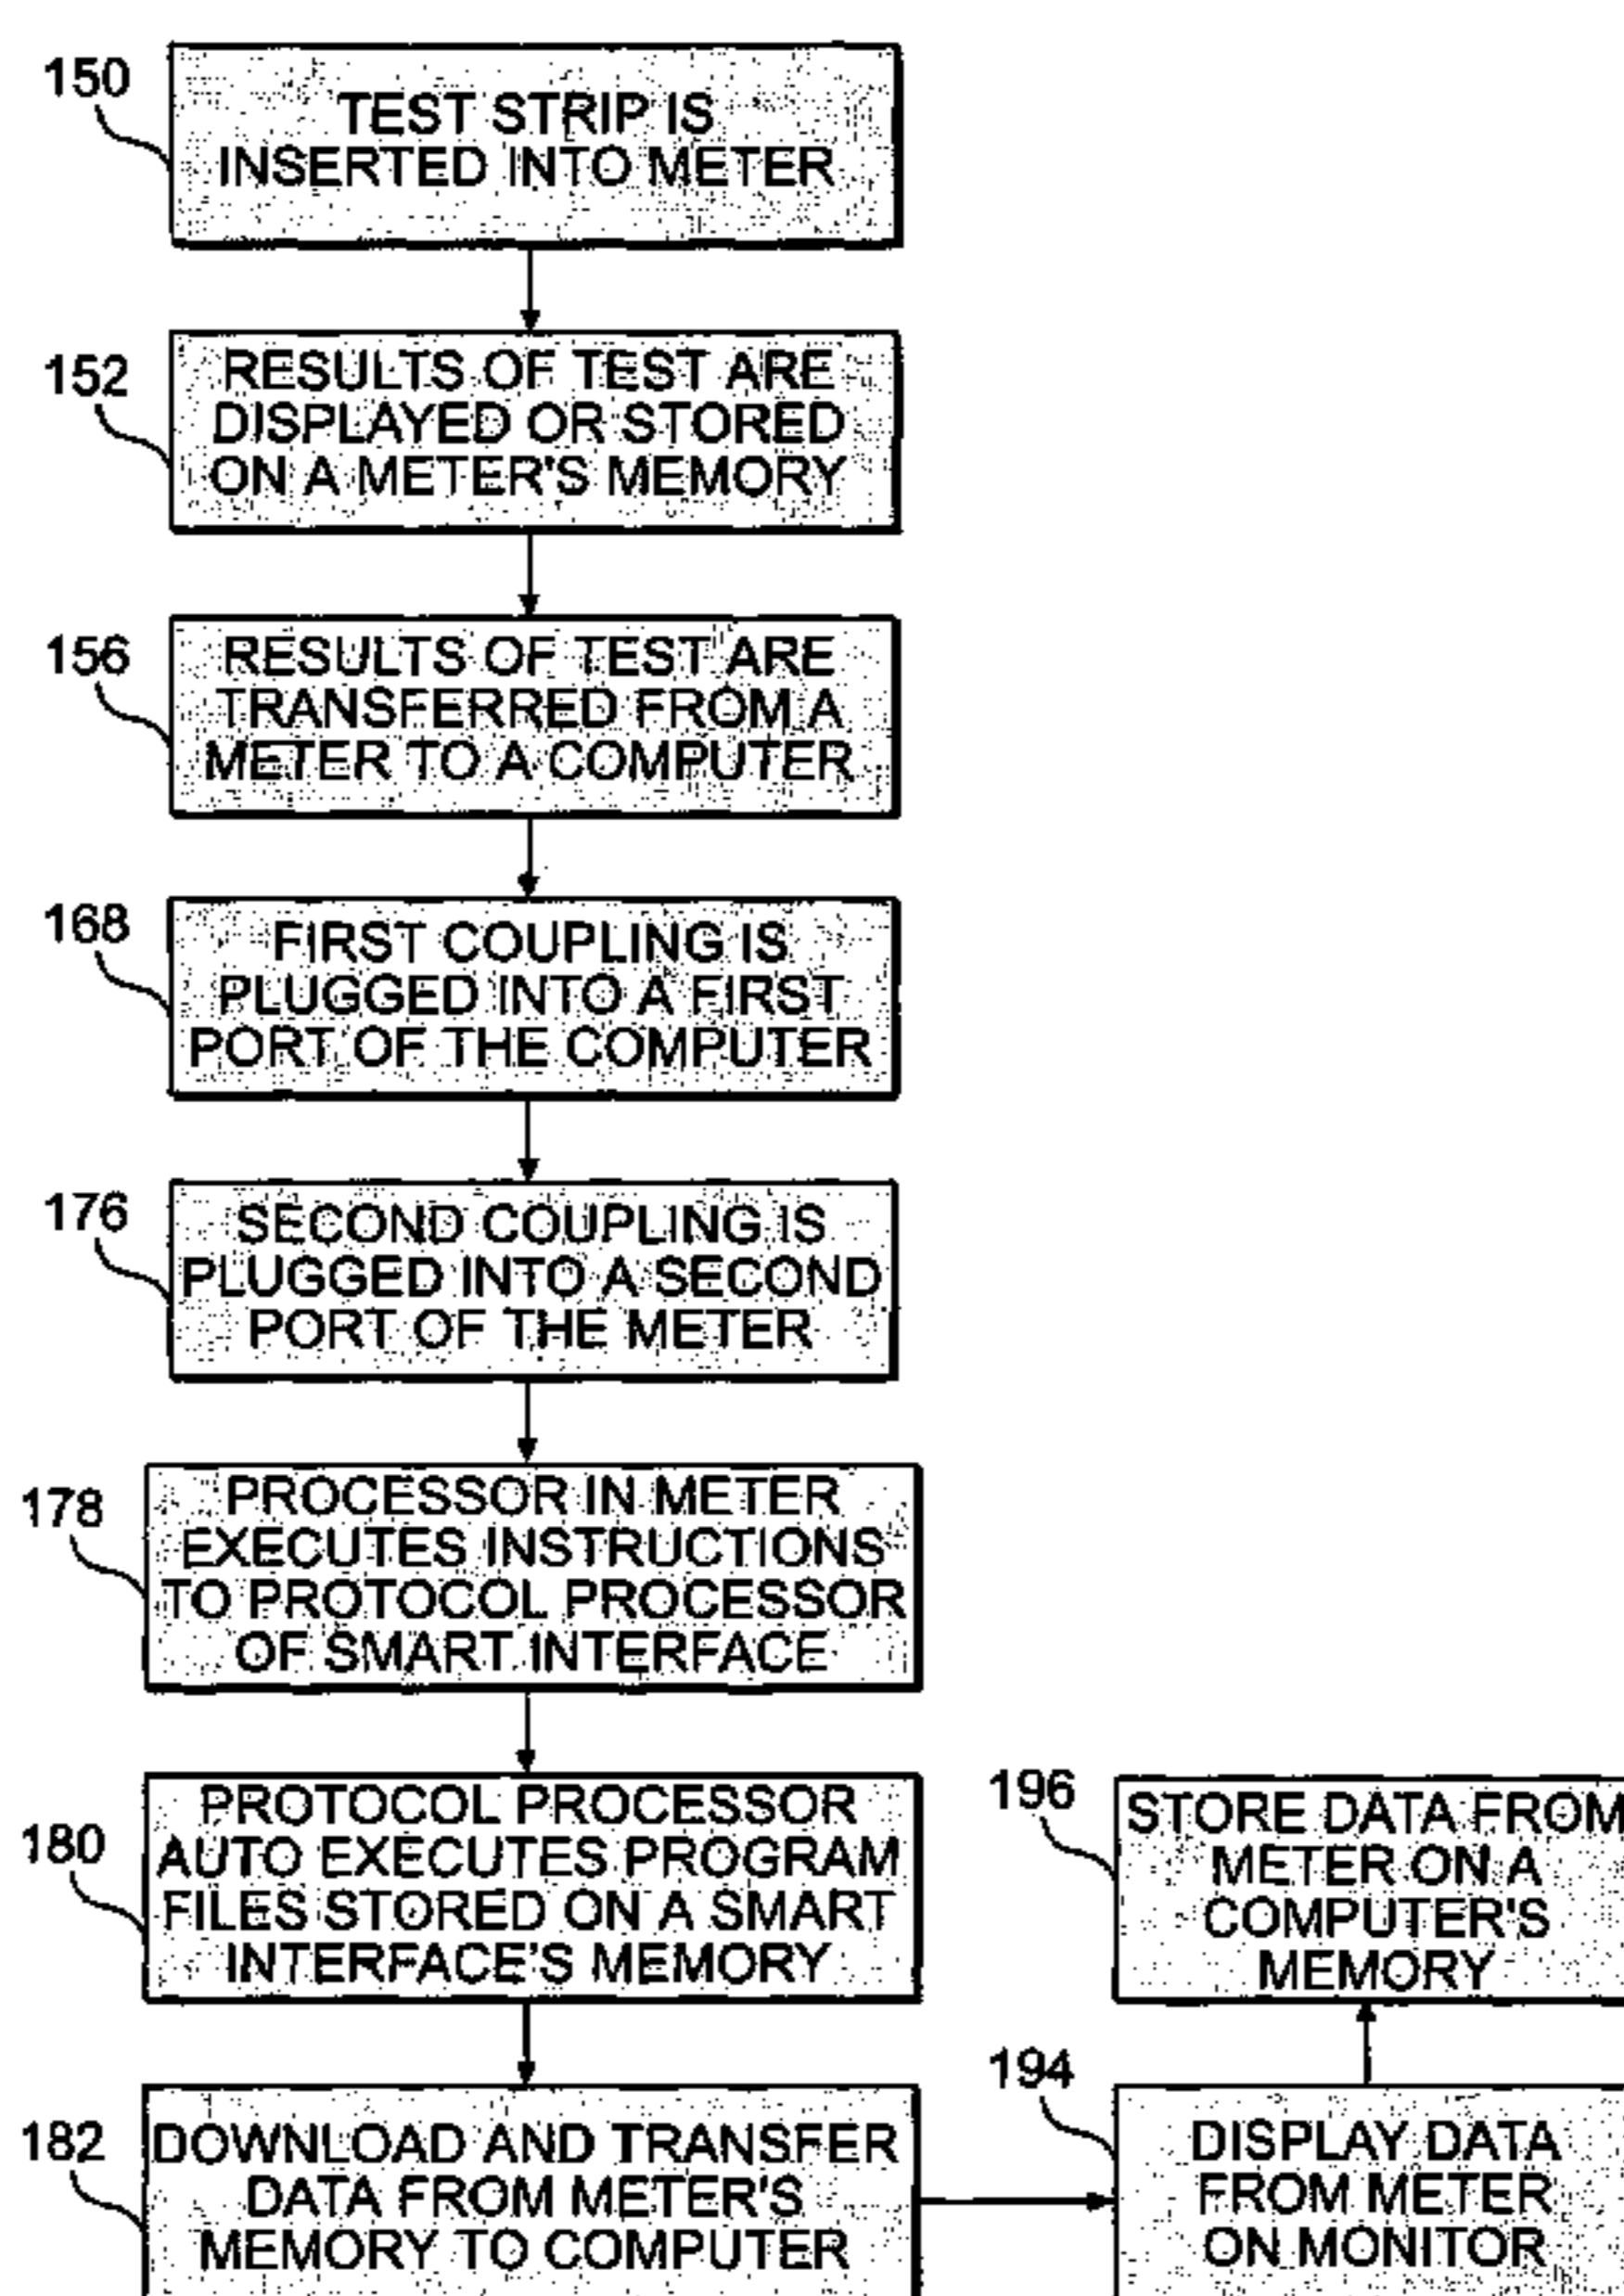 150
TEST STRIP IS
INSERTED INTO METER
152
RESULTS OF TEST ARE
DISPLAYED OR STORED
ON A METER'S MEMORY
156
RESULTS OF TEST ARE
TRANSFERRED FROM A
METER TO A COMPUTER
168
FIRST COUPLING IS
PLUGGED INTO A FIRST
PORT OF THE COMPUTER
176
SECOND COUPLING IS
PLUGGED INTO A SECOND
PORT OF THE METER
178
PROCESSOR IN METER
EXECUTES INSTRUCTIONS
TO PROTOCOL PROCESSOR
OF SMART INTERFACE
180
PROTOCOL PROCESSOR
AUTO EXECUTES PROGRAM
FILES STORED ON A SMART
INTERFACE'S MEMORY
182
DOWNLOAD AND TRANSFER
DATA FROM METER'S
MEMORY TO COMPUTER
194
DISPLAY DATA
FROM METER
ON MONITOR
196
STORE DATA FROM
METER ON A
COMPUTER'S
MEMORY